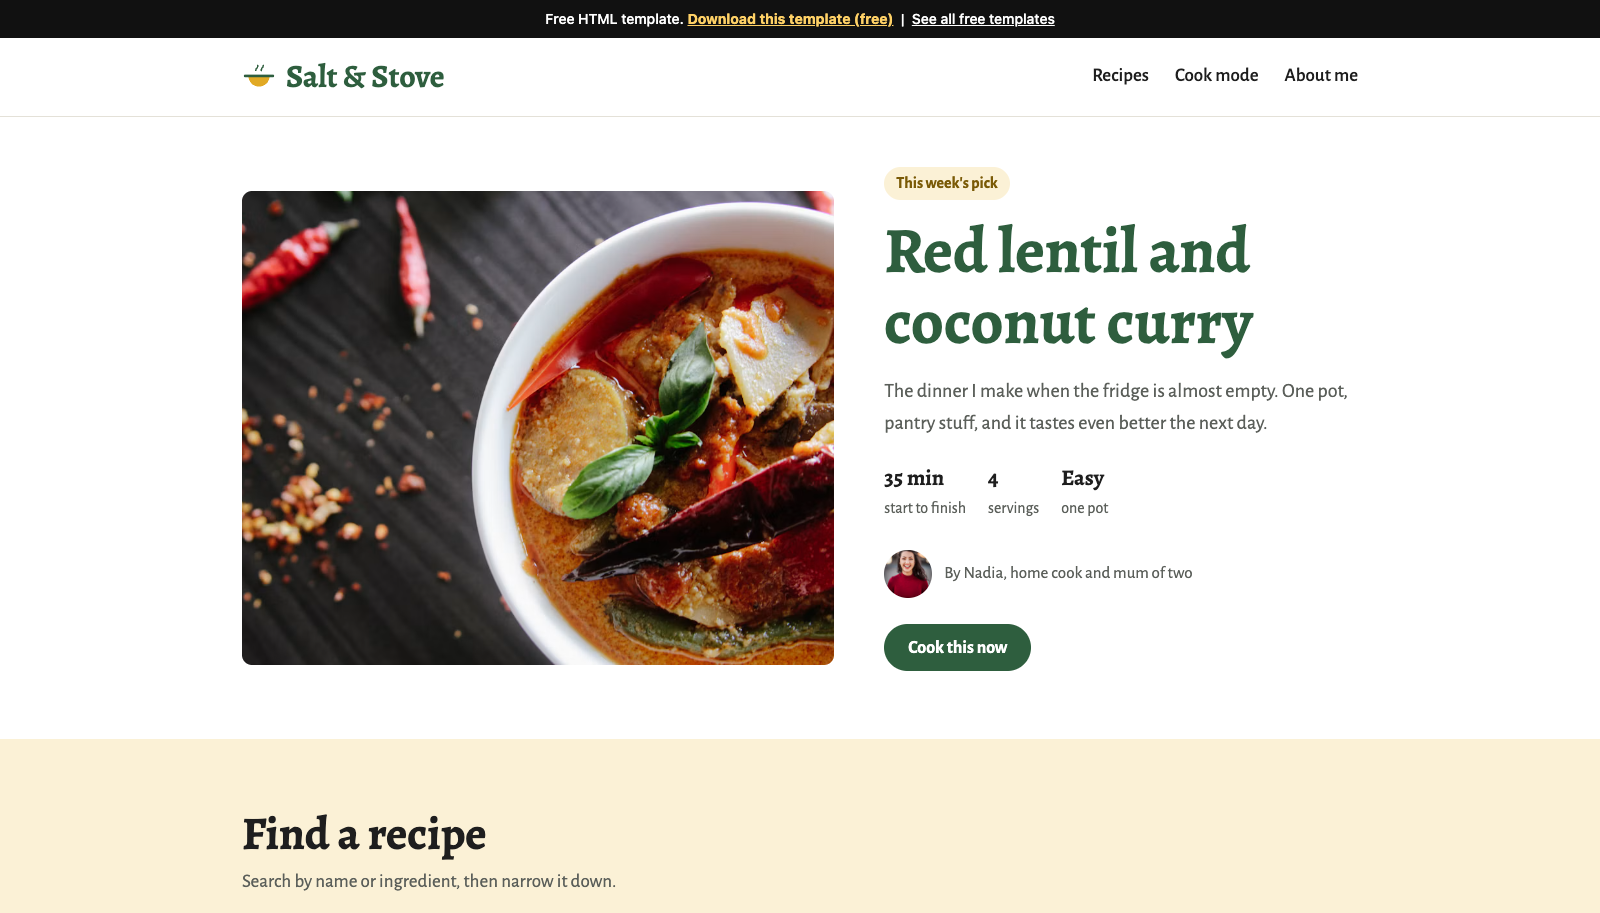 Free HTML template. Download this template (free) | See all free templates
Salt & Stove
Recipes Cook mode About me
This week's pick
Red lentil and
coconut curry
The dinner I make when the fridge is almost empty. One pot,
pantry stuff, and it tastes even better the next day.
35 min 4 Easy
start to finish servings one pot
By Nadia, home cook and mum of two
Cook this now
Find a recipe
Search by name or ingredient, then narrow it down.